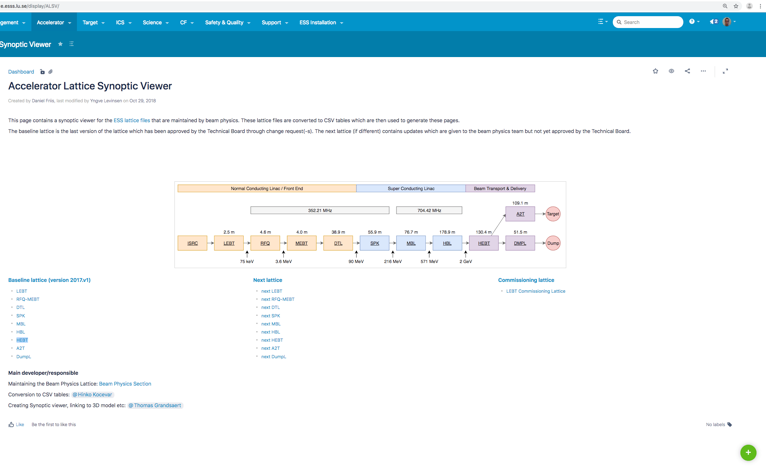 e.esss.lu.se/display/ALSV/
gement Accelerator Target ICS Science CF Safety & Quality Support ESS Installation Search
Synoptic Viewer
Dashboard
Accelerator Lattice Synoptic Viewer
Created by Daniel Fritz, last modified by Yngve Levinsen on Oct 29, 2018
This page contains a synoptic viewer for the ESS lattice files that are maintained by beam physics. These lattice files are converted to CSV tables which are then used to generate these pages.
The baseline lattice is the last version of the lattice which has been approved by the Technical Board through change request(-s). The next lattice (if different) contains updates which are given to the beam physics team but not yet approved by the Technical Board.
Normal Conducting Linac / Front End Super Conducting Linac Beam Transport & Delivery
352.21 MHz 704.42 MHz
109.1 m
A2T Target
2.5 m 4.6 m 4.0 m 38.9 m 55.9 m 76.7 m 178.9 m 130.4 m 51.5 m
ISRC LEBT RFQ MEBT DTL SPK MBL HBL HEBT DMPL Dump
75 keV 3.6 MeV 90 MeV 216 MeV 571 MeV 2 GeV
Baseline lattice (version 2017.v1)
LEBT
RFQ-MEBT
DTL
SPK
MBL
HBL
HEBT
A2T
DumpL
Next lattice
next LEBT
next RFQ-MEBT
next DTL
next SPK
next MBL
next HBL
next HEBT
next A2T
next DumpL
Commissioning lattice
LEBT Commissioning Lattice
Main developer/responsible
Maintaining the Beam Physics Lattice: Beam Physics Section
Conversion to CSV tables: @Hinko Kocevar
Creating Synoptic viewer, linking to 3D model etc: @Thomas Grandsaert
Like Be the first to like this
No labels